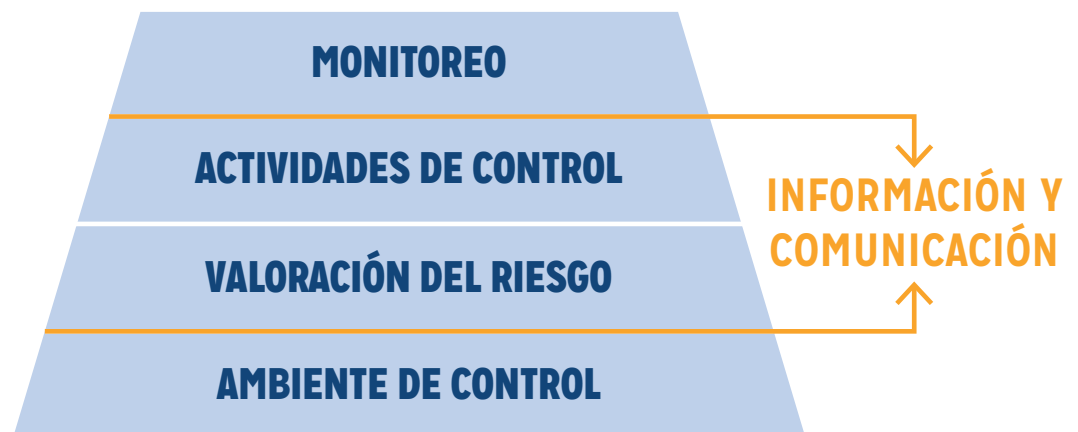 MONITOREO
ACTIVIDADES DE CONTROL
INFORMACIÓN Y
COMUNICACIÓN
VALORACIÓN DEL RIESGO
AMBIENTE DE CONTROL